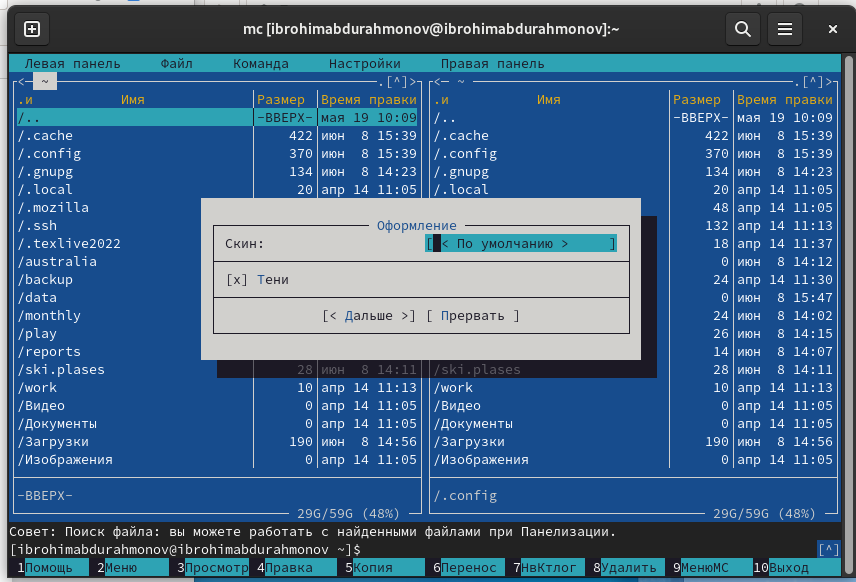 mc [ibrohimabdurahmonov@ibrohimabdurahmonov]:~
Левая панель Файл Команда Настройки Правая панель
<─ ~ .[^]> <─ ~ .[^]>
.и Имя Размер Время правки .и Имя Размер Время правки
/.. -ВВЕРХ- мая 19 10:09 /.. -ВВЕРХ- мая 19 10:09
/.cache 422 июн 8 15:39 /.cache 422 июн 8 15:39
/.config 370 июн 8 15:39 /.config 370 июн 8 15:39
/.gnupg 134 июн 8 14:23 /.gnupg 134 июн 8 14:23
/.local 20 апр 14 11:05 /.local 20 апр 14 11:05
/.mozilla 48 апр 14 11:05
/.ssh Оформление 132 апр 14 11:13
/.texlive2022 Скин: [ < По умолчанию > ] 18 апр 14 11:37
/australia 0 июн 8 14:12
/backup [x] Тени 24 апр 14 11:30
/data 0 июн 8 15:47
/monthly [< Дальше >] [ Прервать ] 24 июн 8 14:02
/play 26 июн 8 14:15
/reports 14 июн 8 14:07
/ski.plases 28 июн 8 14:11 /ski.plases 28 июн 8 14:11
/work 10 апр 14 11:13 /work 10 апр 14 11:13
/Видео 0 апр 14 11:05 /Видео 0 апр 14 11:05
/Документы 0 апр 14 11:05 /Документы 0 апр 14 11:05
/Загрузки 190 июн 8 14:56 /Загрузки 190 июн 8 14:56
/Изображения 0 апр 14 11:05 /Изображения 0 апр 14 11:05
-ВВЕРХ- /.config
29G/59G (48%) 29G/59G (48%)
Совет: Поиск файла: вы можете работать с найденными файлами при Панелизации.
[ibrohimabdurahmonov@ibrohimabdurahmonov ~]$ [^]
1Помощь 2Меню 3Просмотр 4Правка 5Копия 6Перенос 7НвКтлог 8Удалить 9МенюMC 10Выход